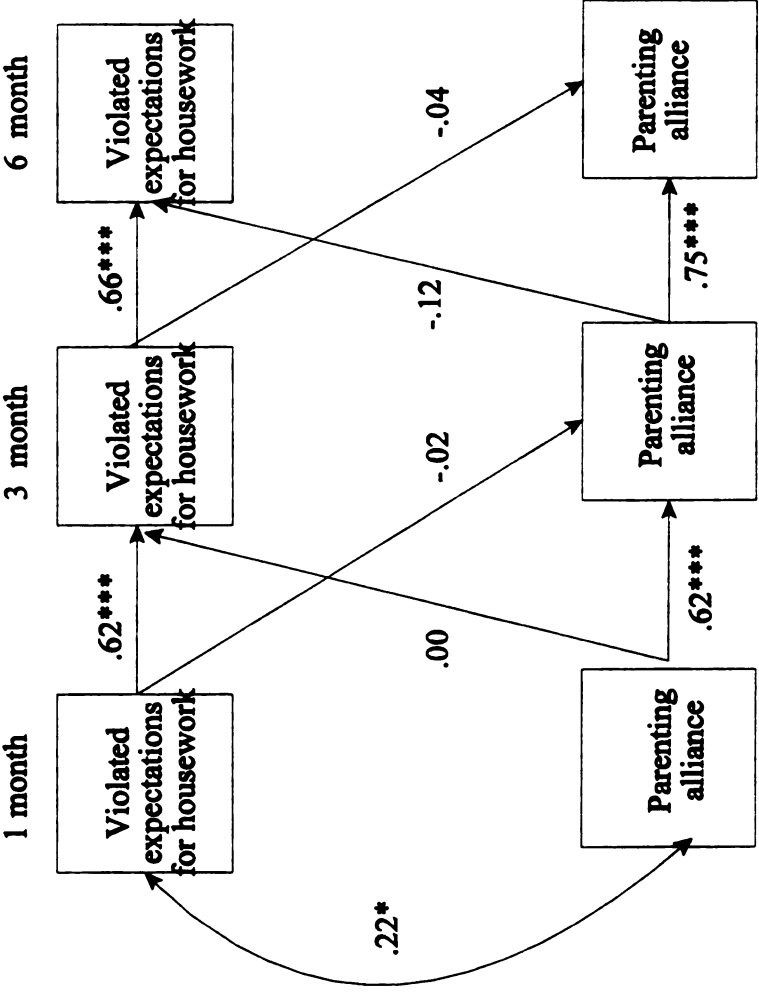 1 month
3 month
6 month
Violated
expectations
for housework
.62***
Violated
expectations
for housework
.66***
Violated
expectations
for housework
.22*
.00
-.02
-.12
-.04
Parenting
alliance
.62***
Parenting
alliance
.75***
Parenting
alliance